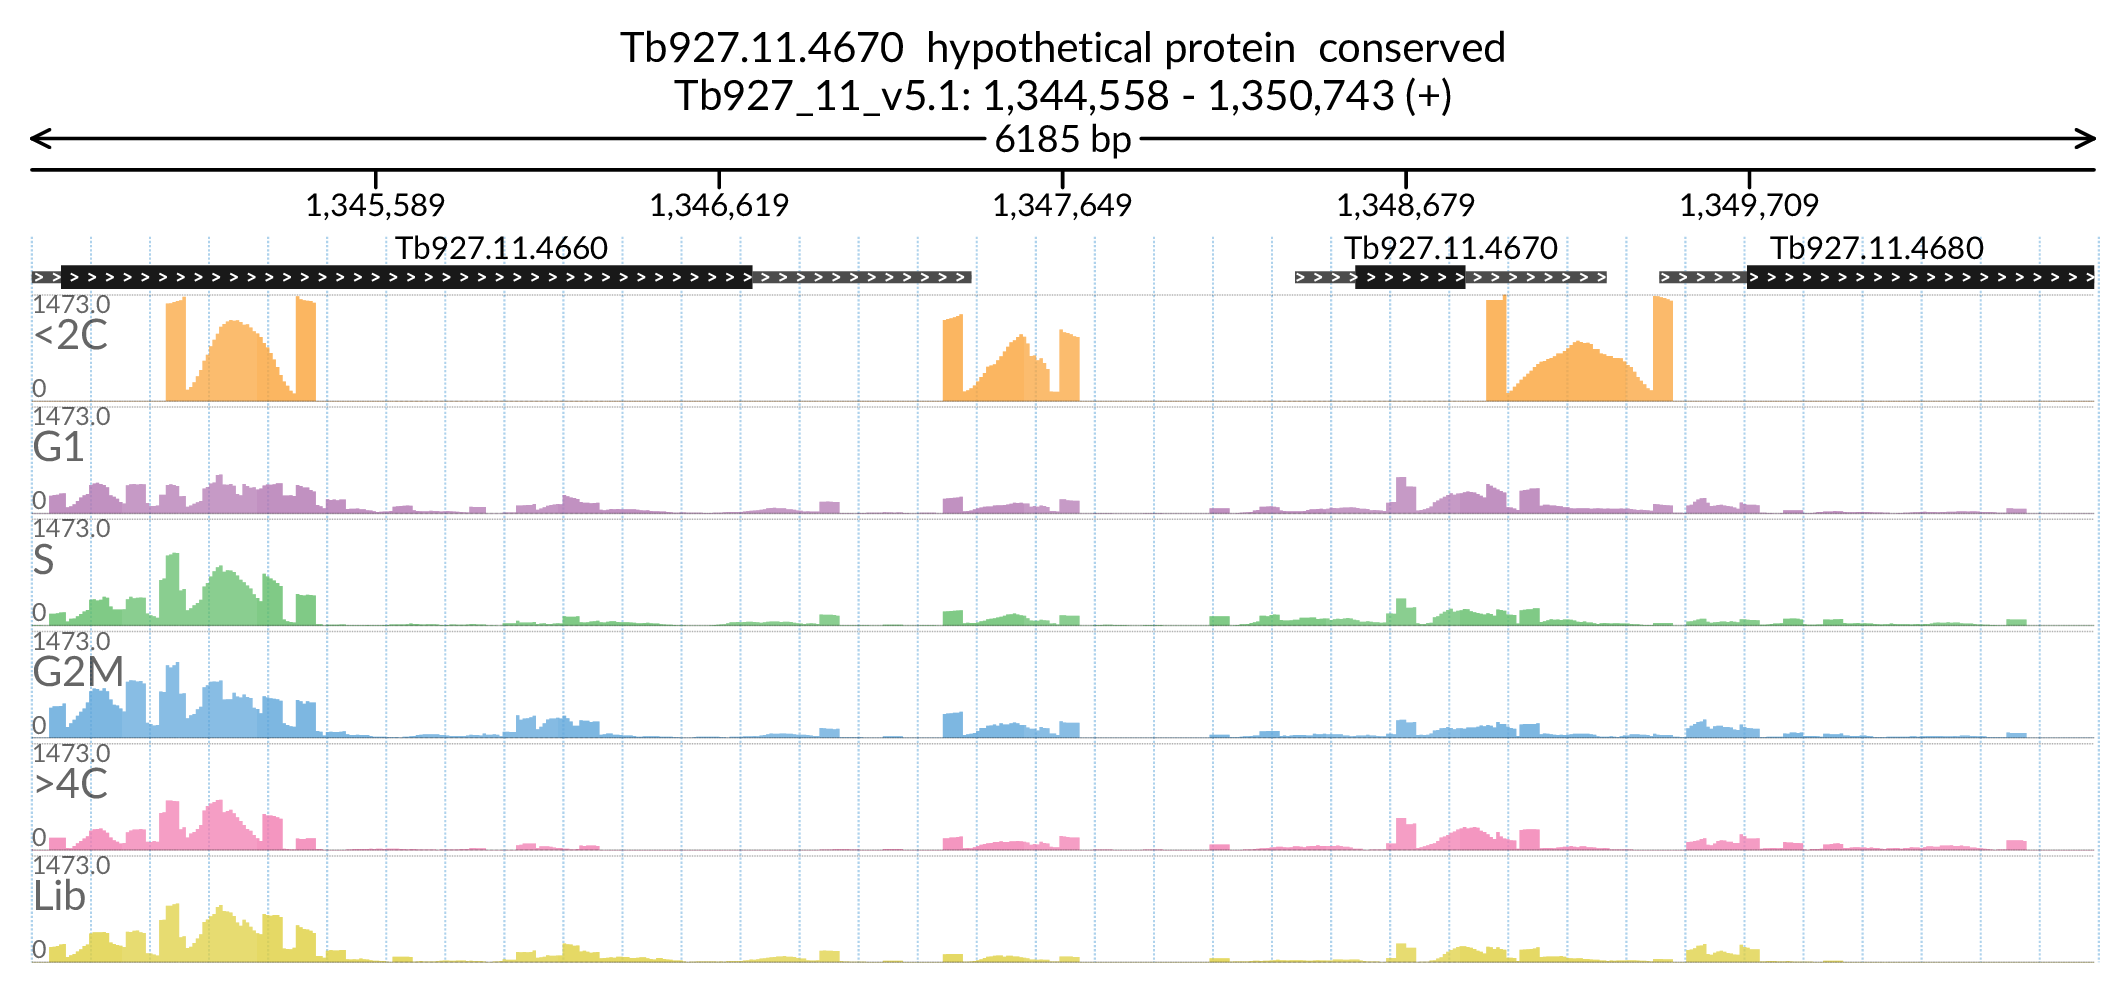 Tb927.11.4670  hypothetical protein  conserved
Tb927_11_v5.1: 1,344,558 - 1,350,743 (+)
6185 bp
1,345,589 1,346,619 1,347,649 1,348,679 1,349,709
Tb927.11.4660 Tb927.11.4670 Tb927.11.4680
1473.0
<2C
0
1473.0
G1
0
1473.0
S
0
1473.0
G2M
0
1473.0
>4C
0
1473.0
Lib
0